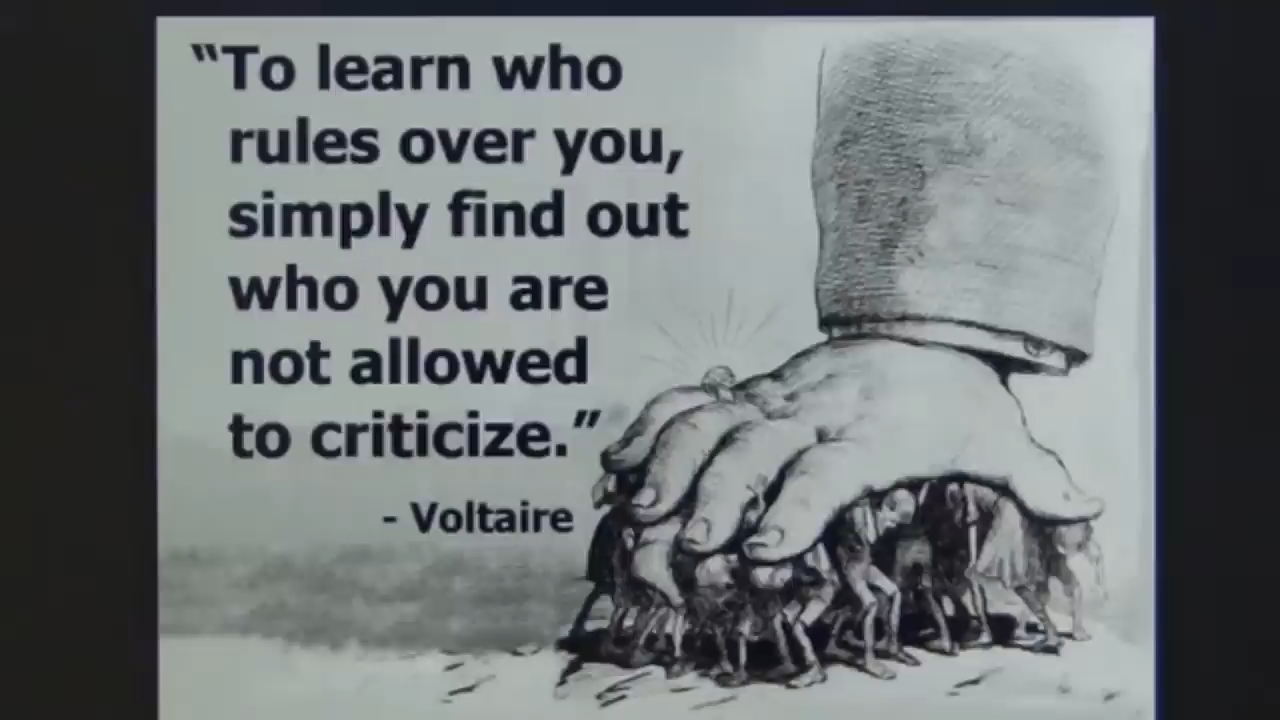 “To learn who
rules over you,
simply find out
who you are
not allowed
to criticize.”
- Voltaire